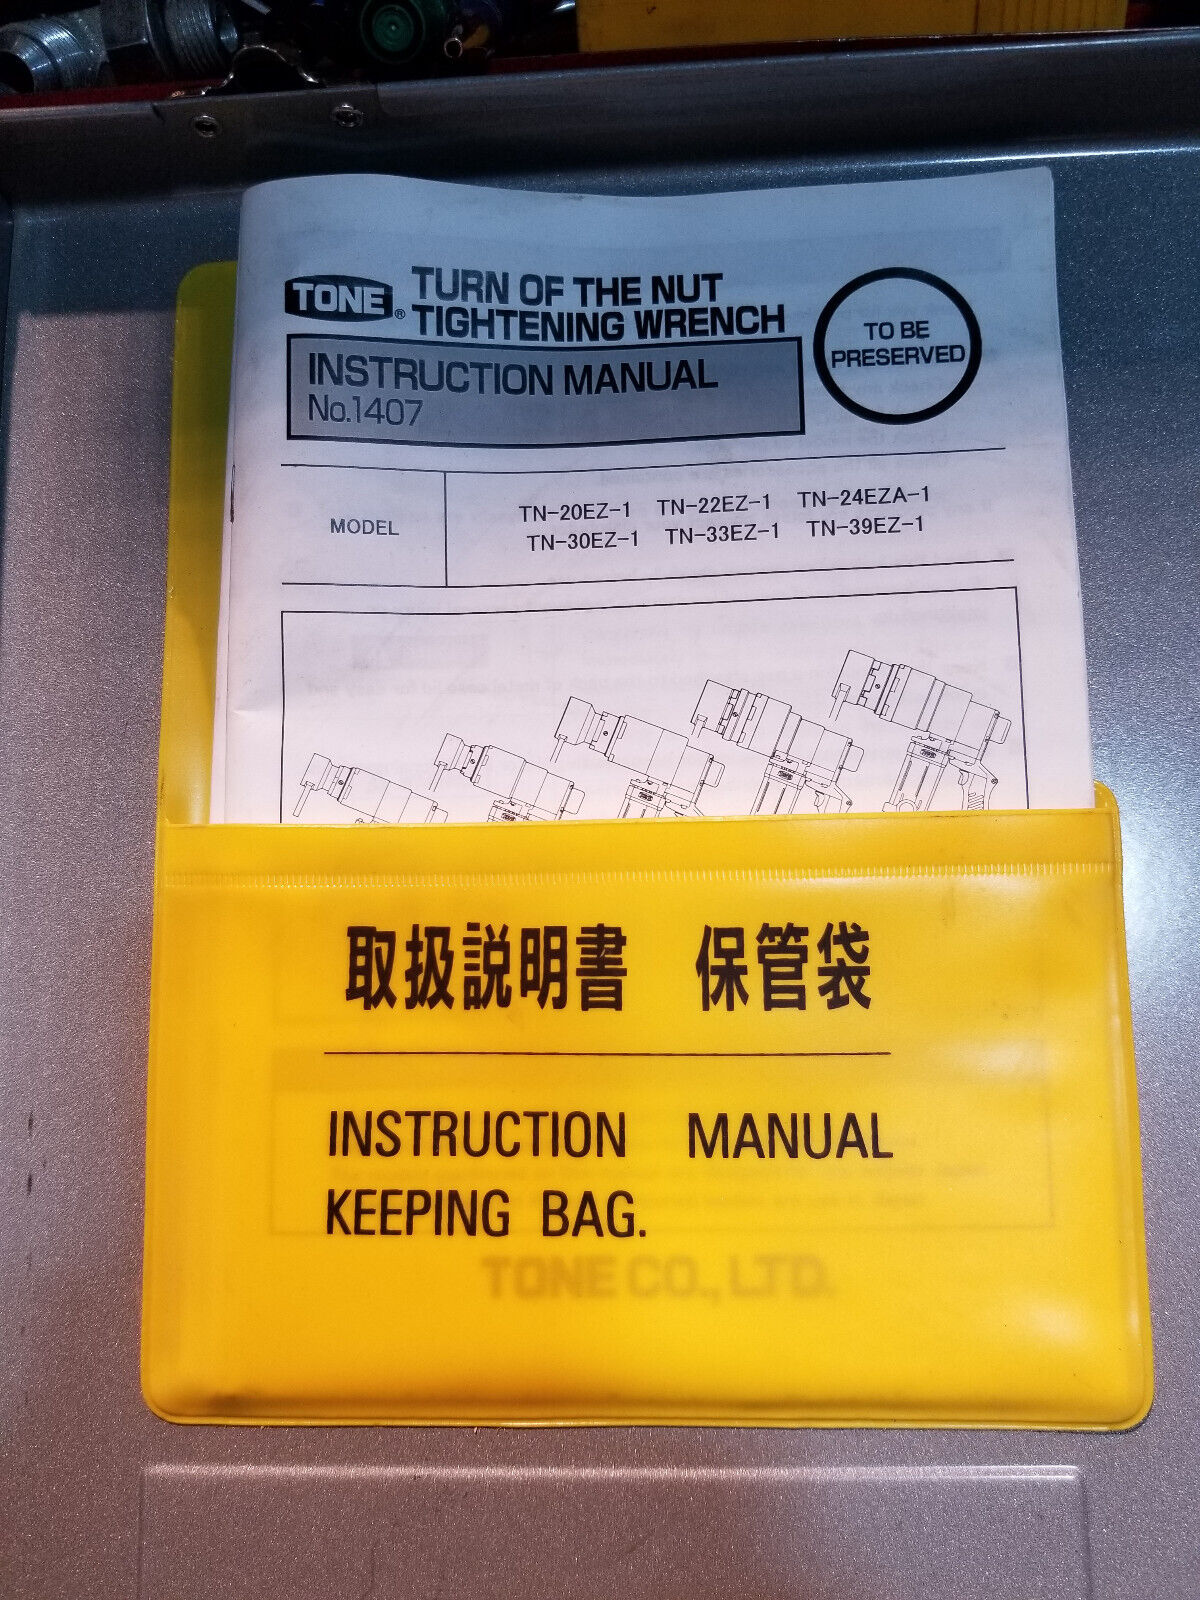 TONE® TURN OF THE NUT
TIGHTENING WRENCH
INSTRUCTION MANUAL
No.1407
TO BE
PRESERVED
MODEL
TN-20EZ-1 TN-22EZ-1 TN-24EZA-1
TN-30EZ-1 TN-33EZ-1 TN-39EZ-1
取扱説明書 保管袋
INSTRUCTION MANUAL
KEEPING BAG.
TONE CO., LTD.